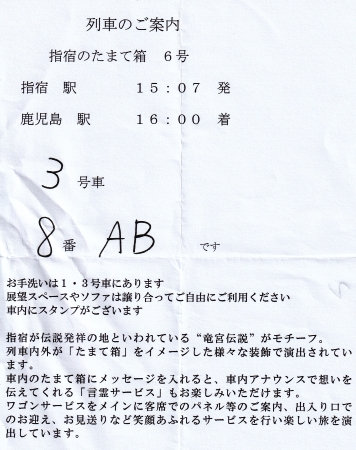 列車のご案内
指宿のたまて箱 6号
指宿 駅 15:07 発
鹿児島 駅 16:00 着
3 号車
8番 AB です
お手洗いは1・3号車にあります
展望スペースやソファは譲り合ってご自由にご利用ください
車内にスタンプがございます
指宿が伝説発祥の地といわれている“竜宮伝説”がモチーフ。
列車内外が「たまて箱」をイメージした様々な装飾で演出されています。
車内のたまて箱にメッセージを入れると、車内アナウンスで想いを
伝えてくれる「言霊サービス」もお楽しみいただけます。
ワゴンサービスをメインに客席でのパネル等のご案内、出入り口で
のお迎え、お見送りなど笑顔あふれるサービスを行い楽しい旅を演
出しています。